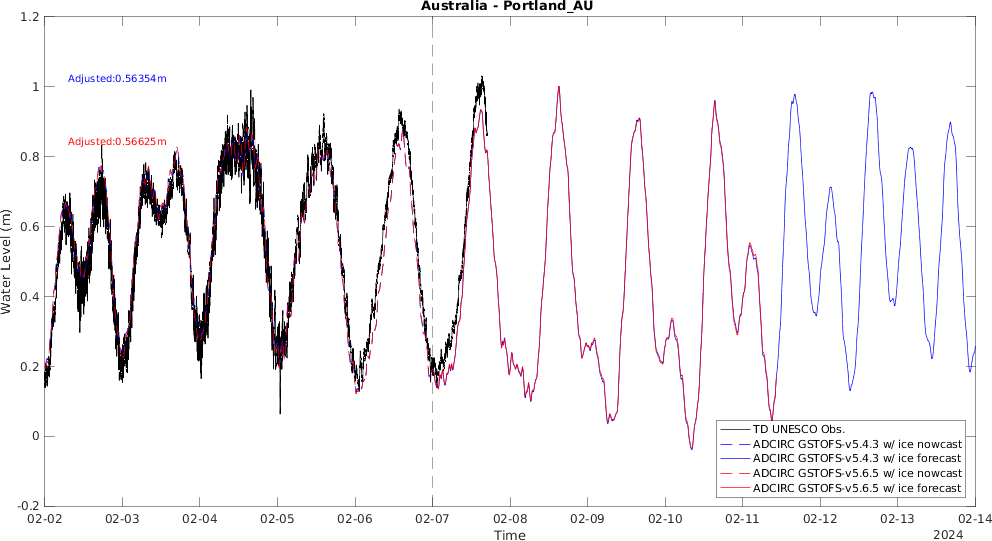 Australia - Portland_AU
1.2
1
0.8
0.6
0.4
0.2
0
-0.2
Water Level (m)
Adjusted:0.56354m
Adjusted:0.56625m
TD UNESCO Obs.
ADCIRC GSTOFS-v5.4.3 w/ ice nowcast
ADCIRC GSTOFS-v5.4.3 w/ ice forecast
ADCIRC GSTOFS-v5.6.5 w/ ice nowcast
ADCIRC GSTOFS-v5.6.5 w/ ice forecast
02-02 02-03 02-04 02-05 02-06 02-07 02-08 02-09 02-10 02-11 02-12 02-13 02-14
Time
2024